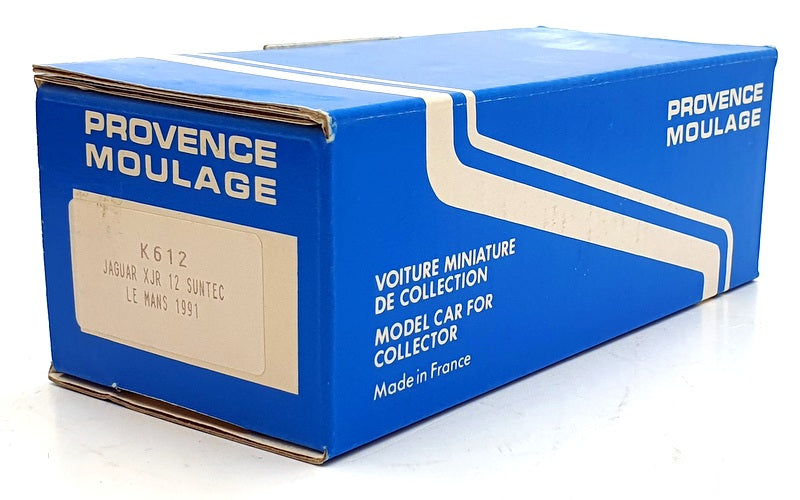 PROVENCE
MOULAGE
K612
JAGUAR XJR 12 SUNTEC
LE MANS 1991
PROVENCE
MOULAGE
VOITURE MINIATURE
DE COLLECTION
MODEL CAR FOR
COLLECTOR
Made in France